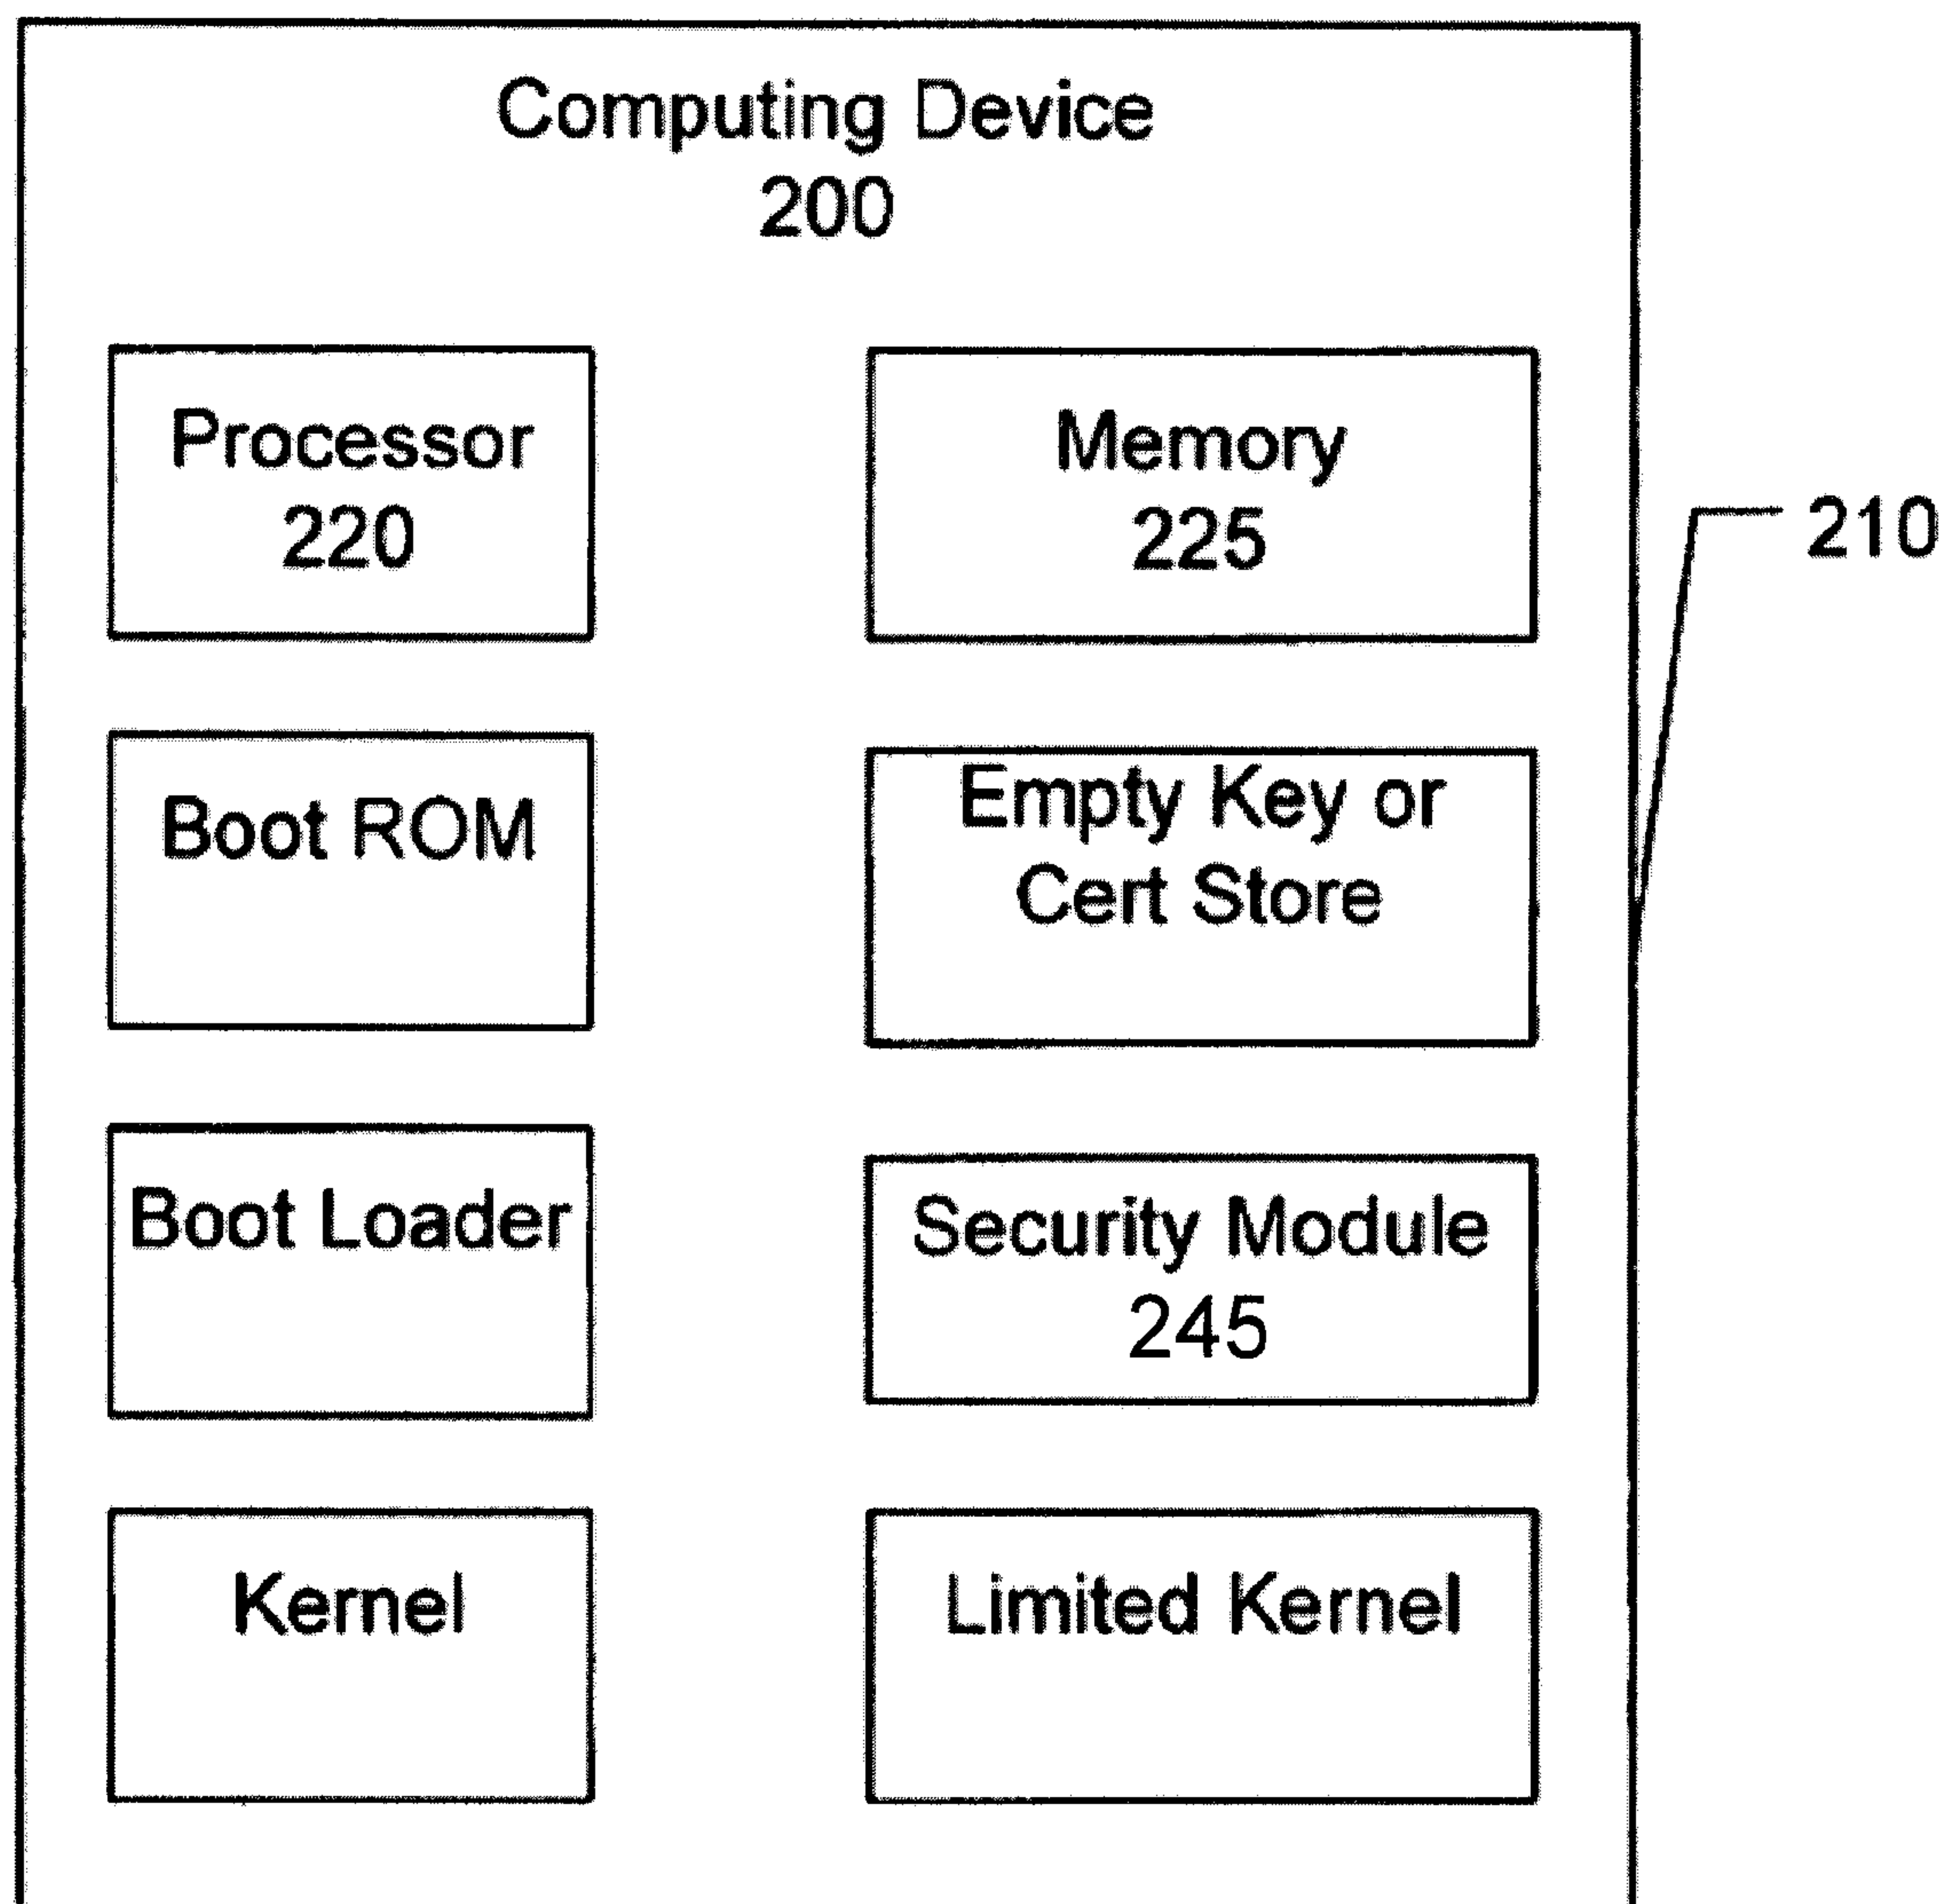 Computing Device
200
Processor
220
Memory
225
210
Boot ROM
Empty Key or
Cert Store
Boot Loader
Security Module
245
Kernel
Limited Kernel